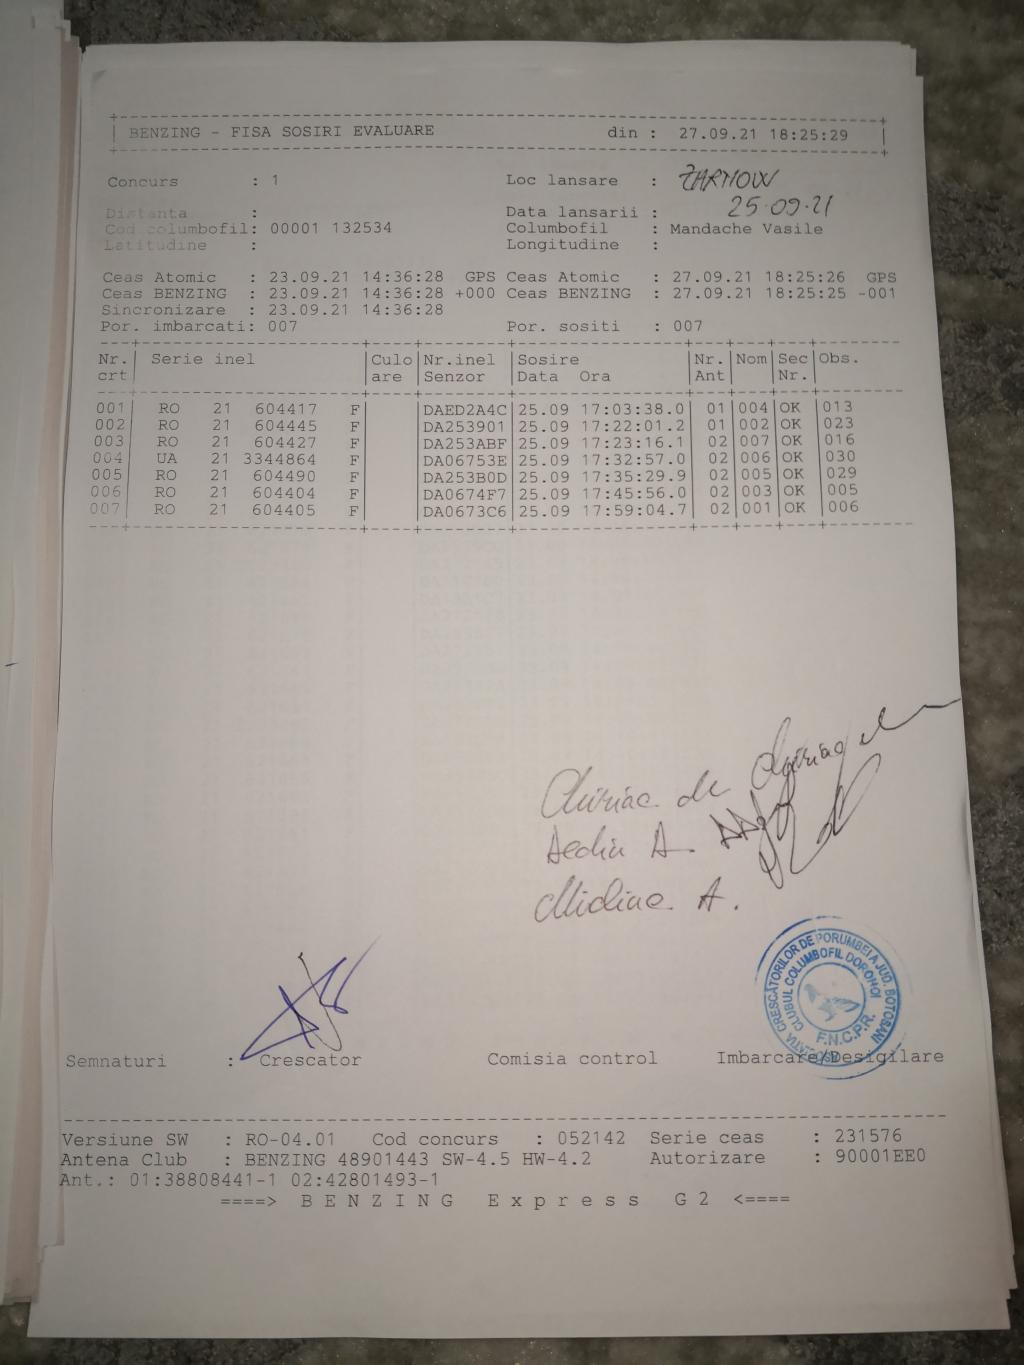 BENZING - FISA SOSIRI EVALUARE din : 27.09.21 18:25:29
Concurs : 1 Loc lansare : ŻARNOW
Distanta : Data lansarii : 25.09.21
Cod columbofil: 00001 132534 Columbofil : Mandache Vasile
Latitudine : Longitudine :
Ceas Atomic : 23.09.21 14:36:28 GPS Ceas Atomic : 27.09.21 18:25:26 GPS
Ceas BENZING : 23.09.21 14:36:28 +000 Ceas BENZING : 27.09.21 18:25:25 -001
Sincronizare : 23.09.21 14:36:28
Por. imbarcati: 007 Por. sositi : 007
Nr. Serie inel Culo Nr.inel Sosire Nr. Nom Sec Obs.
crt are Senzor Data Ora Ant Nr.
001 RO 21 604417 F DAED2A4C 25.09 17:03:38.0 01 004 OK 013
002 RO 21 604445 F DA253901 25.09 17:22:01.2 01 002 OK 023
003 RO 21 604427 F DA253ABF 25.09 17:23:16.1 02 007 OK 016
004 UA 21 3344864 F DA06753E 25.09 17:32:57.0 02 006 OK 030
005 RO 21 604490 F DA253B0D 25.09 17:35:29.9 02 005 OK 029
006 RO 21 604404 F DA0674F7 25.09 17:45:56.0 02 003 OK 005
007 RO 21 604405 F DA0673C6 25.09 17:59:04.7 02 001 OK 006
A.
A.
CRESCĂTORILOR DE PORUMBEI A JUD. BOTOSANI
CLUBUL COLUMBOFIL DOROHOI
F.N.C.P.R.
Semnaturi : Crescator Comisia control Imbarcare/Desigilare
Versiune SW : RO-04.01 Cod concurs : 052142 Serie ceas : 231576
Antena Club : BENZING 48901443 SW-4.5 HW-4.2 Autorizare : 90001EE0
Ant.: 01:38808441-1 02:42801493-1
====> BENZING Express G2 <====